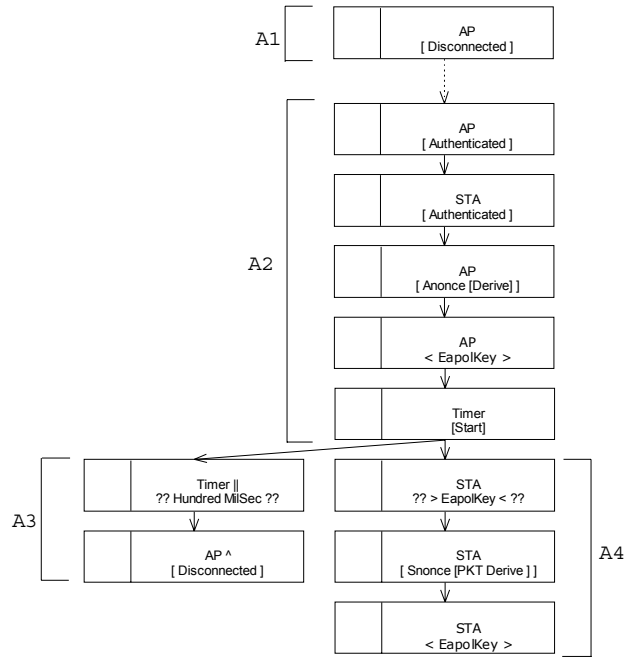 A1
AP
[ Disconnected ]
A2
AP
[ Authenticated ]
STA
[ Authenticated ]
AP
[ Anonce [Derive] ]
AP
< EapolKey >
Timer
[Start]
A3
Timer ||
?? Hundred MilSec ??
AP ^
[ Disconnected ]
STA
?? > EapolKey < ??
STA
[ Snonce [PKT Derive ] ]
STA
< EapolKey >
A4